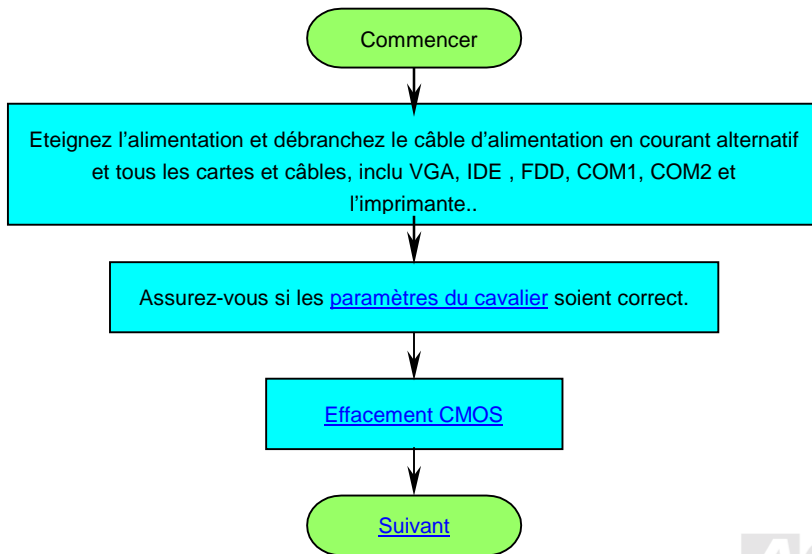 Commencer
Eteignez l’alimentation et débranchez le câble d’alimentation en courant alternatif
et tous les cartes et câbles, inclu VGA, IDE , FDD, COM1, COM2 et
l’imprimante..
Assurez-vous si les paramètres du cavalier soient correct.
Effacement CMOS
Suivant